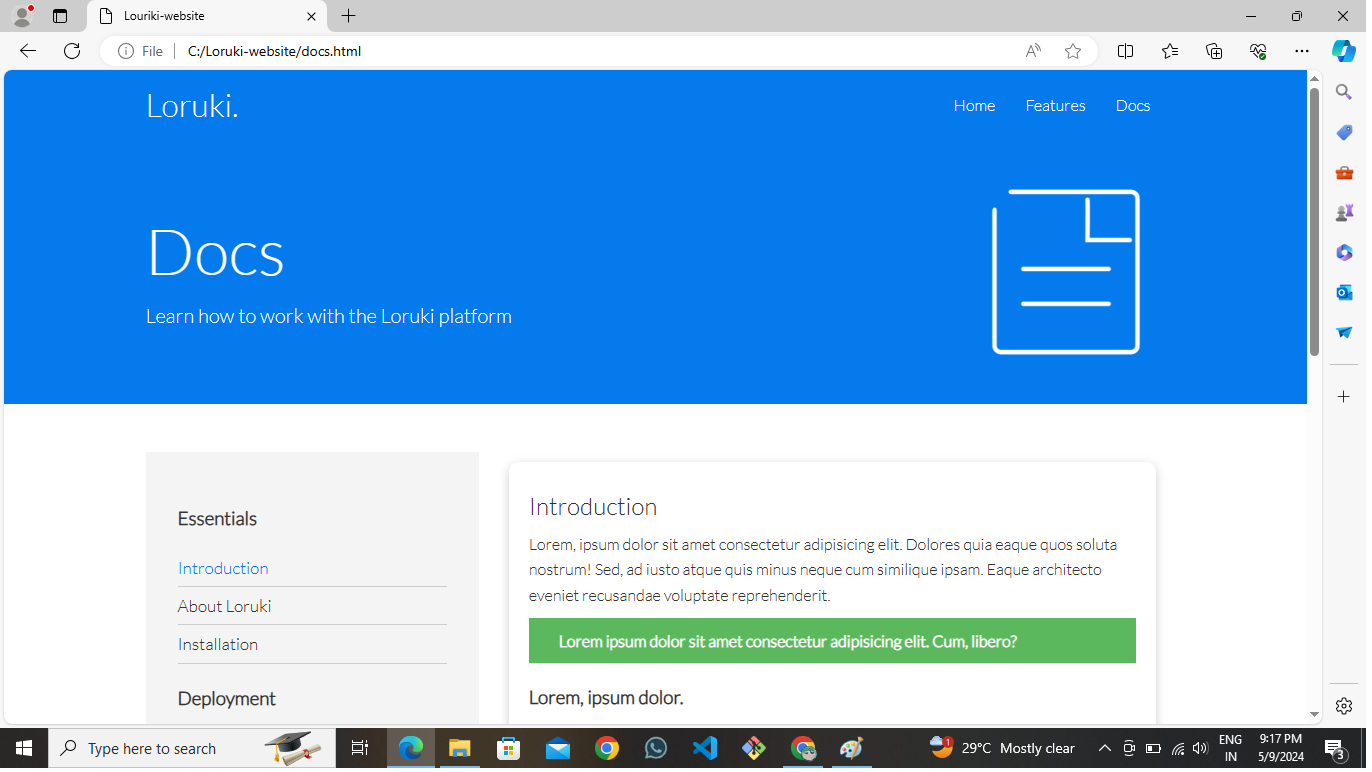 Louriki-website
File
C:/Loruki-website/docs.html
Loruki.
Home Features Docs
Docs
Learn how to work with the Loruki platform
Essentials
Introduction
About Loruki
Installation
Deployment
Introduction
Lorem, ipsum dolor sit amet consectetur adipisicing elit. Dolores quia eaque quos soluta
nostrum! Sed, ad iusto atque quis minus neque cum similique ipsam. Eaque architecto
eveniet recusandae voluptate reprehenderit.
Lorem ipsum dolor sit amet consectetur adipisicing elit. Cum, libero?
Lorem, ipsum dolor.
Type here to search
1
29°C Mostly clear
ENG
IN
9:17 PM
5/9/2024
3